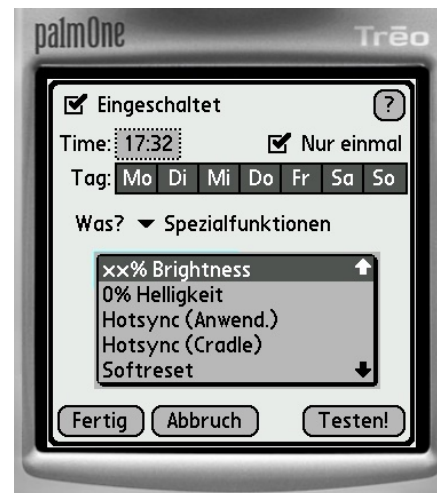 palmOne Trēo
Eingeschaltet ?
Time: 17:32 Nur einmal
Tag: Mo Di Mi Do Fr Sa So
Was? Spezialfunktionen
xx% Brightness
0% Helligkeit
Hotsync (Anwend.)
Hotsync (Cradle)
Softreset
Fertig Abbruch Testen!